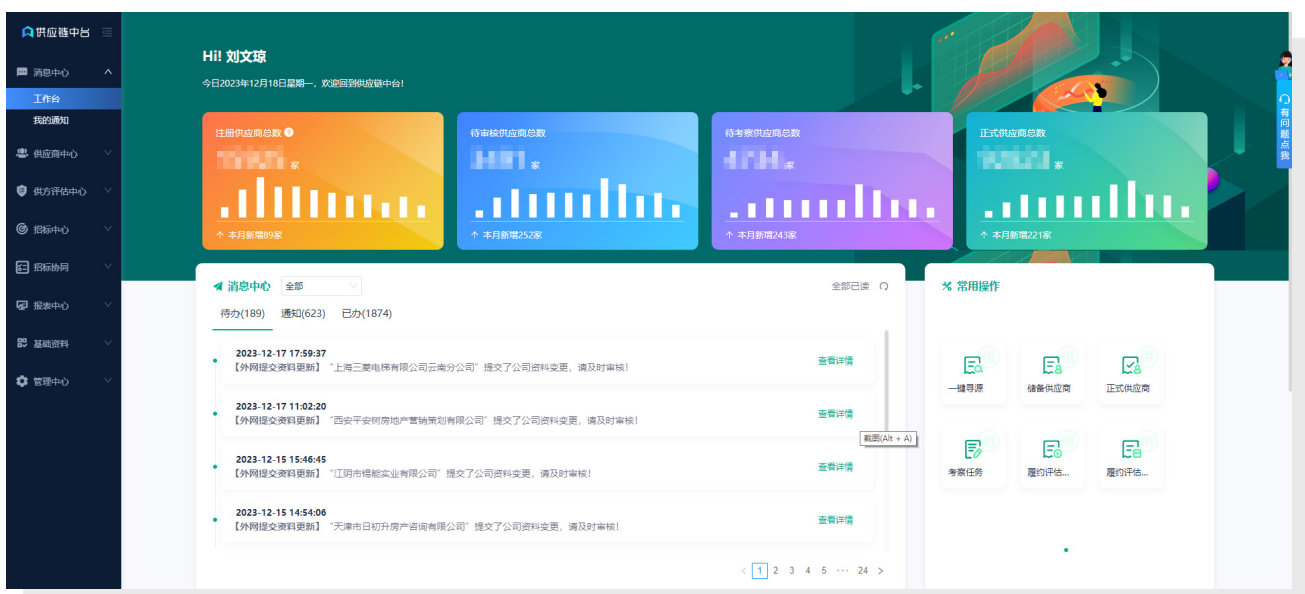 供应链中台
消息中心
工作台
我的通知
供应商中心
供方评估中心
招标中心
招标协同
报表中心
基础资料
管理中心
Hi! 刘文琼
今日2023年12月18日星期一，欢迎回到供应链中台!
注册供应商总数
家
本月新增89家
待审核供应商总数
家
本月新增252家
待考察供应商总数
家
本月新增243家
正式供应商总数
家
本月新增221家
有问题点我
消息中心 全部 全部已读
待办(189) 通知(623) 已办(1874)
2023-12-17 17:59:37
【外网提交资料更新】 “上海三菱电梯有限公司云南分公司” 提交了公司资料变更，请及时审核! 查看详情
2023-12-17 11:02:20
【外网提交资料更新】 “西安平安树房地产营销策划有限公司” 提交了公司资料变更，请及时审核! 查看详情
截图(Alt + A)
2023-12-15 15:46:45
【外网提交资料更新】 “江阴市锡能实业有限公司” 提交了公司资料变更，请及时审核! 查看详情
2023-12-15 14:54:06
【外网提交资料更新】 “天津市日初升房产咨询有限公司” 提交了公司资料变更，请及时审核! 查看详情
< 1 2 3 4 5 ··· 24 >
常用操作
一键寻源 储备供应商 正式供应商
考察任务 履约评估... 履约评估...